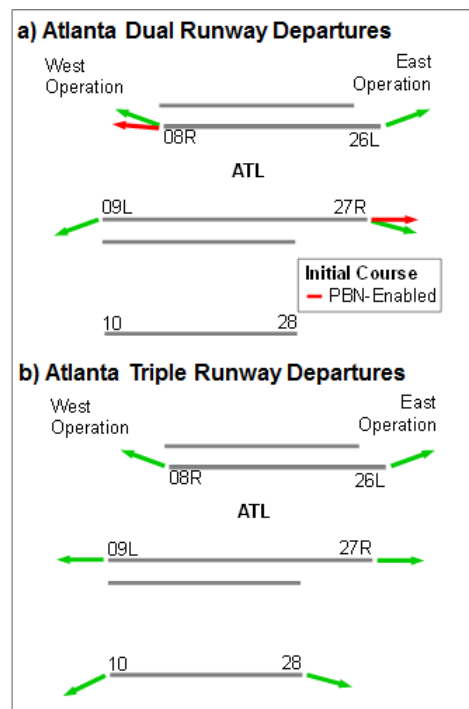 a) Atlanta Dual Runway Departures
West
Operation
East
Operation
08R
26L
ATL
09L
27R
Initial Course
PBN-Enabled
10
28
b) Atlanta Triple Runway Departures
West
Operation
East
Operation
08R
26L
ATL
09L
27R
10
28